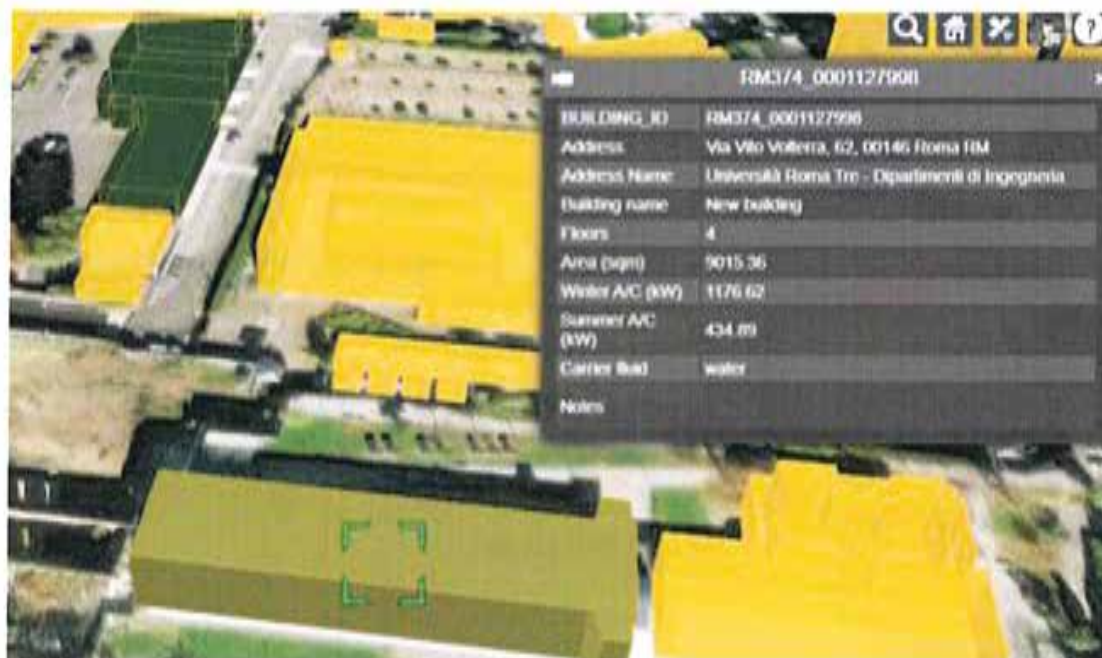 ?
RM374_0001127998
BUILDING_ID RM374_0001127998
Address Via Vito Volterra, 62, 00146 Roma RM
Address Name Università Roma Tre - Dipartimenti di Ingegneria
Building name New building
Floors 4
Area (sqm) 9015.36
Winter A/C (kW) 1176.62
Summer A/C
(kW) 434.89
Carrier fluid water
Notes